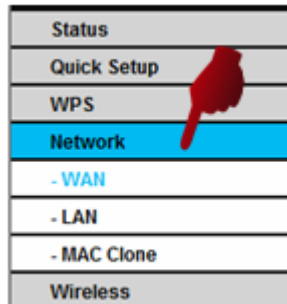 Status
Quick Setup
WPS
Network
- WAN
- LAN
- MAC Clone
Wireless